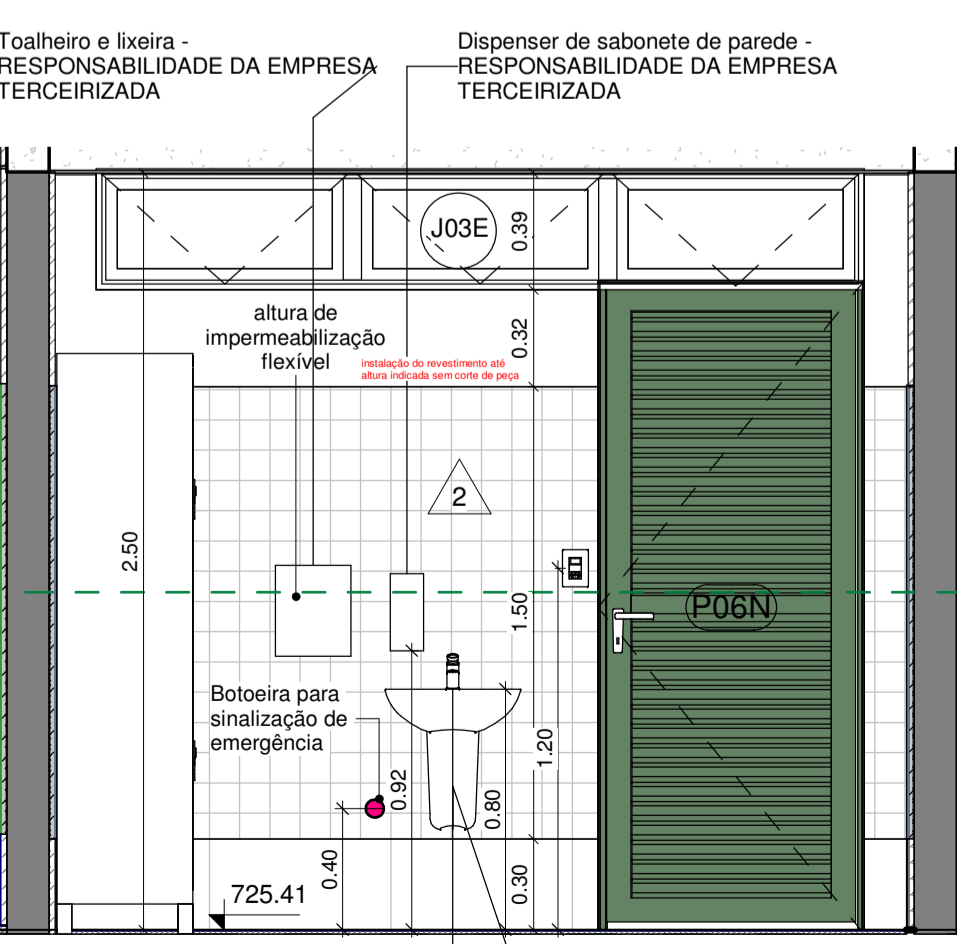 Toalheiro e lixeira -
RESPONSABILIDADE DA EMPRESA
TERCEIRIZADA
Dispenser de sabonete de parede -
RESPONSABILIDADE DA EMPRESA
TERCEIRIZADA
J03E
0.39
altura de
impermeabilização
flexível
0.32
instalação do revestimento até
altura indicada sem corte de peça
2
2.50
1.50
P06N
Botoeira para
sinalização de
emergência
1.20
0.92
0.80
0.40
0.30
725.41